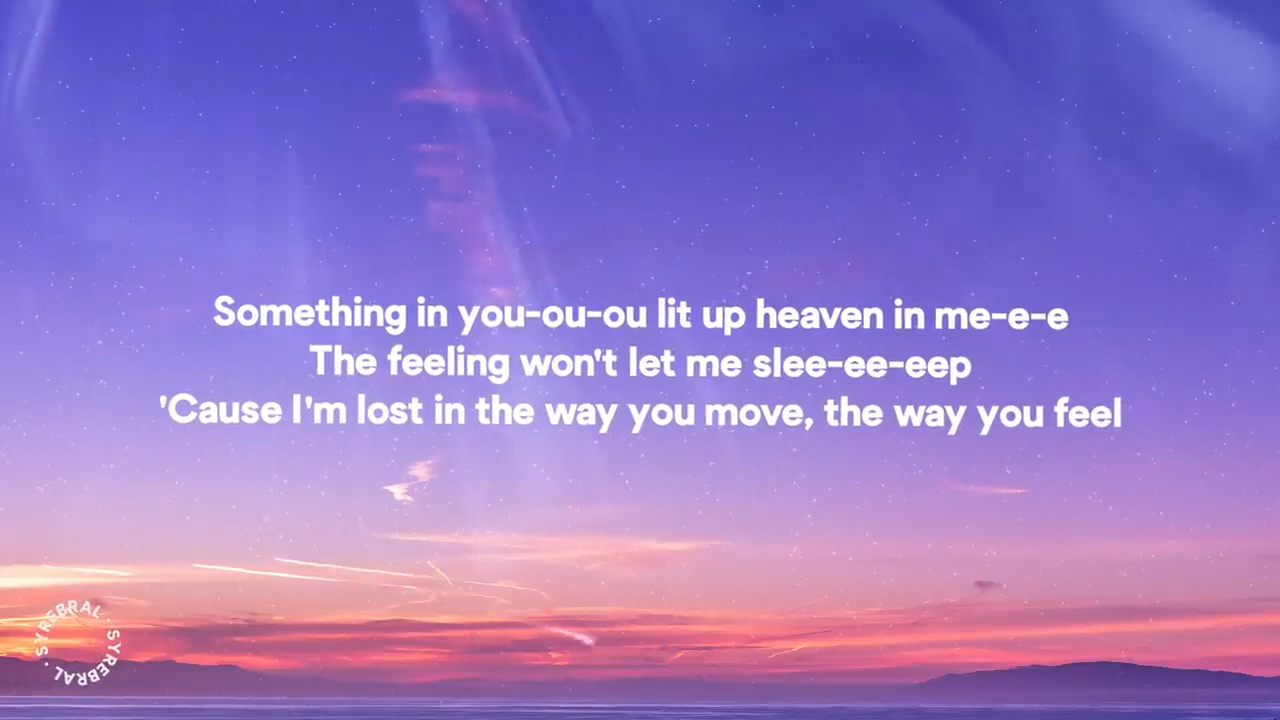 Something in you-ou-ou lit up heaven in me-e-e
The feeling won't let me slee-ee-eep
'Cause I'm lost in the way you move, the way you feel
SYREBRAL · SYREBRAL ·